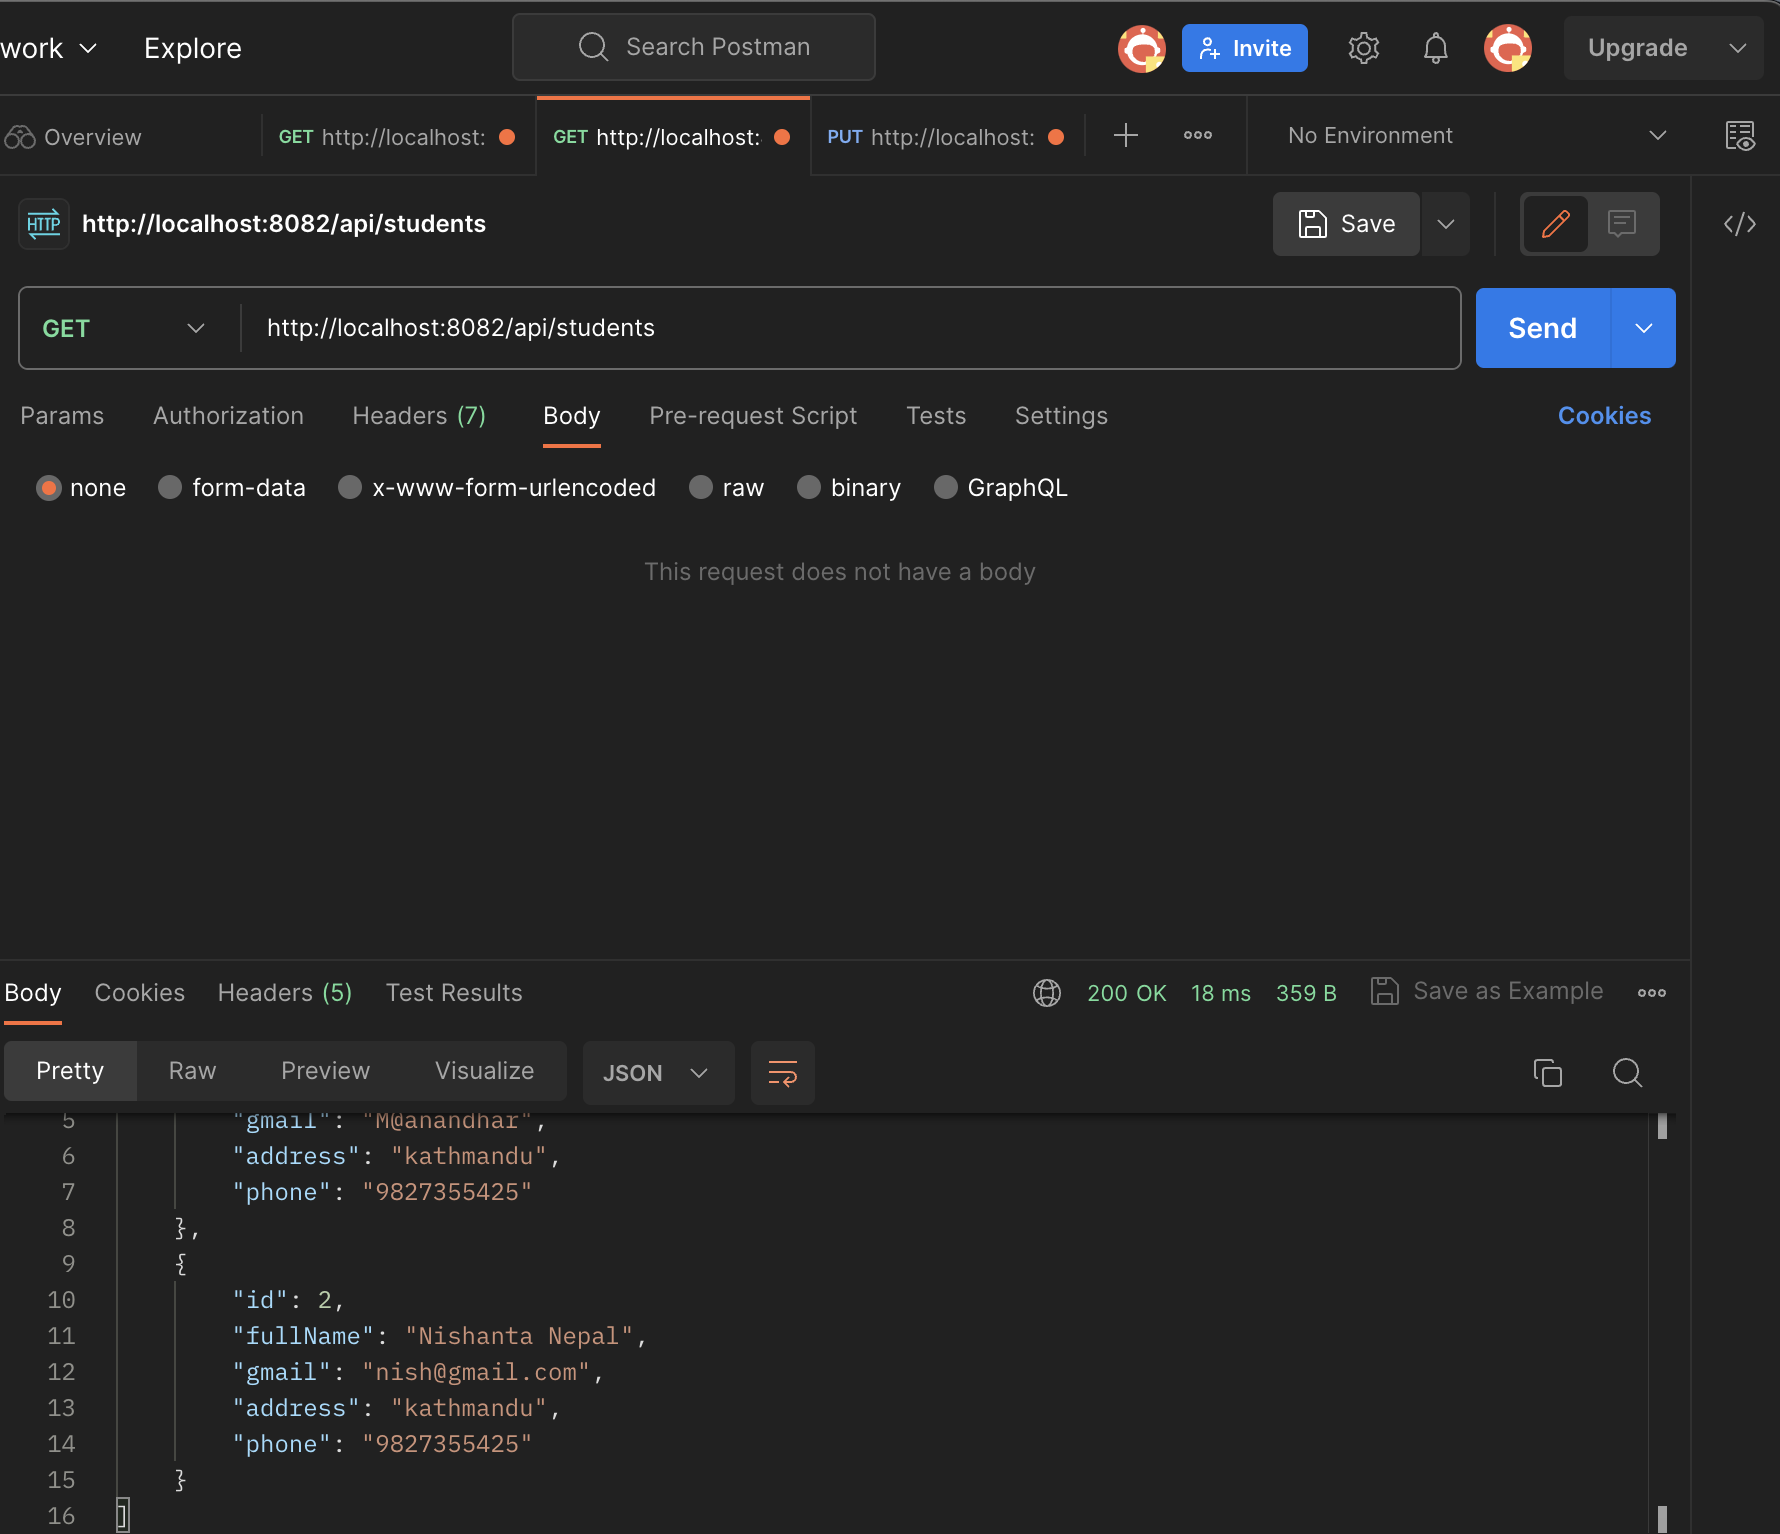 work Explore Search Postman Invite Upgrade
Overview GET http://localhost: GET http://localhost: PUT http://localhost: No Environment
HTTP http://localhost:8082/api/students Save
GET http://localhost:8082/api/students Send
Params Authorization Headers (7) Body Pre-request Script Tests Settings Cookies
none form-data x-www-form-urlencoded raw binary GraphQL
This request does not have a body
Body Cookies Headers (5) Test Results 200 OK 18 ms 359 B Save as Example
Pretty Raw Preview Visualize JSON
5 "gmail": "M@anandhar",
6 "address": "kathmandu",
7 "phone": "9827355425"
8 },
9 {
10 "id": 2,
11 "fullName": "Nishanta Nepal",
12 "gmail": "nish@gmail.com",
13 "address": "kathmandu",
14 "phone": "9827355425"
15 }
16 ]